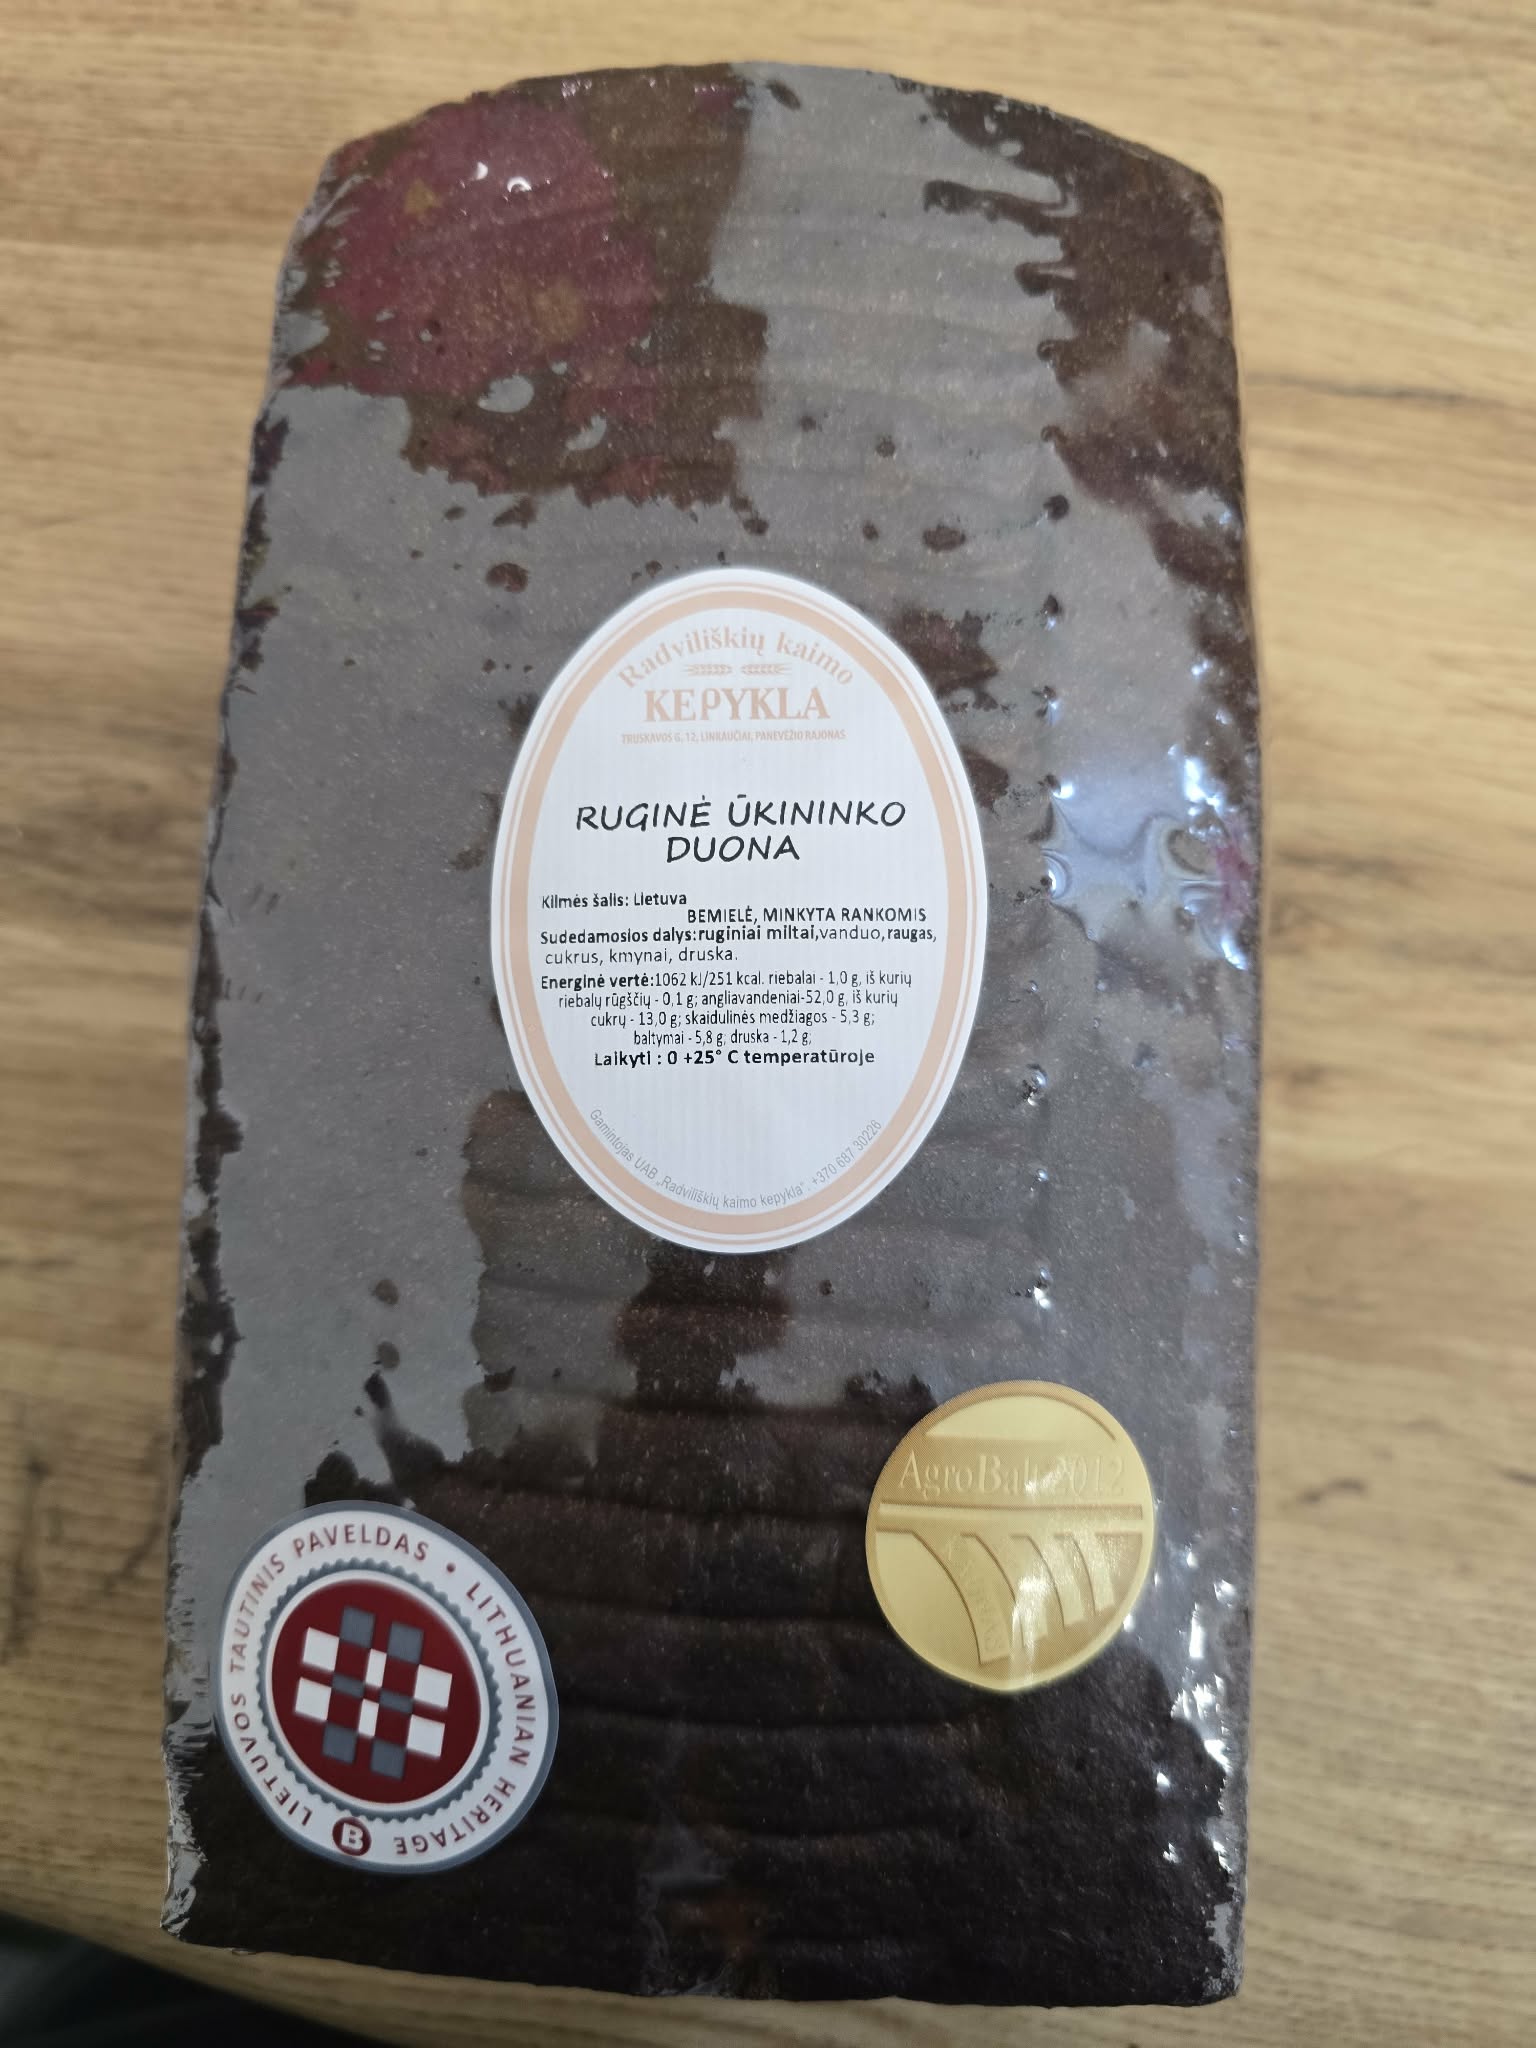 Radviliškių kaimo
KEPYKLA
TRUSKAVOS G. 12, LINKAUČIAI, PANEVĖŽIO RAJONAS
RUGINĖ ŪKININKO
DUONA
Kilmės šalis: Lietuva
BEMIELĖ, MINKYTA RANKOMIS
Sudedamosios dalys:ruginiai miltai,vanduo,raugas,
cukrus, kmynai, druska.
Energinė vertė:1062 kJ/251 kcal. riebalai - 1,0 g, iš kurių
riebalų rūgščių - 0,1 g; angliavandeniai-52,0 g, iš kurių
cukrų - 13,0 g; skaidulinės medžiagos - 5,3 g;
baltymai - 5,8 g; druska - 1,2 g;
Laikyti : 0 +25° C temperatūroje
Gamintojas UAB „Radviliškių kaimo kepykla“. +370 687 30226
AgroBalt 2012
LIETUVOS TAUTINIS PAVELDAS • LITHUANIAN HERITAGE
B